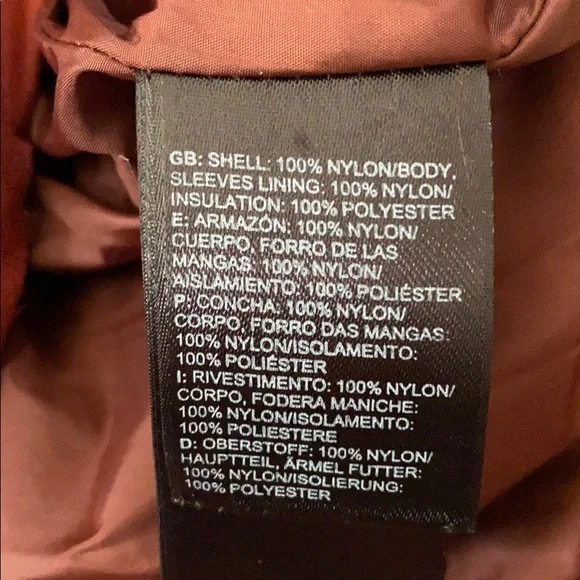 GB: SHELL: 100% NYLON/BODY,
SLEEVES LINING: 100% NYLON/
INSULATION: 100% POLYESTER
E: ARMAZÓN: 100% NYLON/
CUERPO, FORRO DE LAS
MANGAS: 100% NYLON/
AISLAMIENTO: 100% POLIÉSTER
P: CONCHA: 100% NYLON/
CORPO, FORRO DAS MANGAS:
100% NYLON/ISOLAMENTO:
100% POLIÉSTER
I: RIVESTIMENTO: 100% NYLON/
CORPO, FODERA MANICHE:
100% NYLON/ISOLAMENTO:
100% POLIESTERE
D: OBERSTOFF: 100% NYLON/
HAUPTTEIL, ÄRMEL FUTTER:
100% NYLON/ISOLIERUNG:
100% POLYESTER